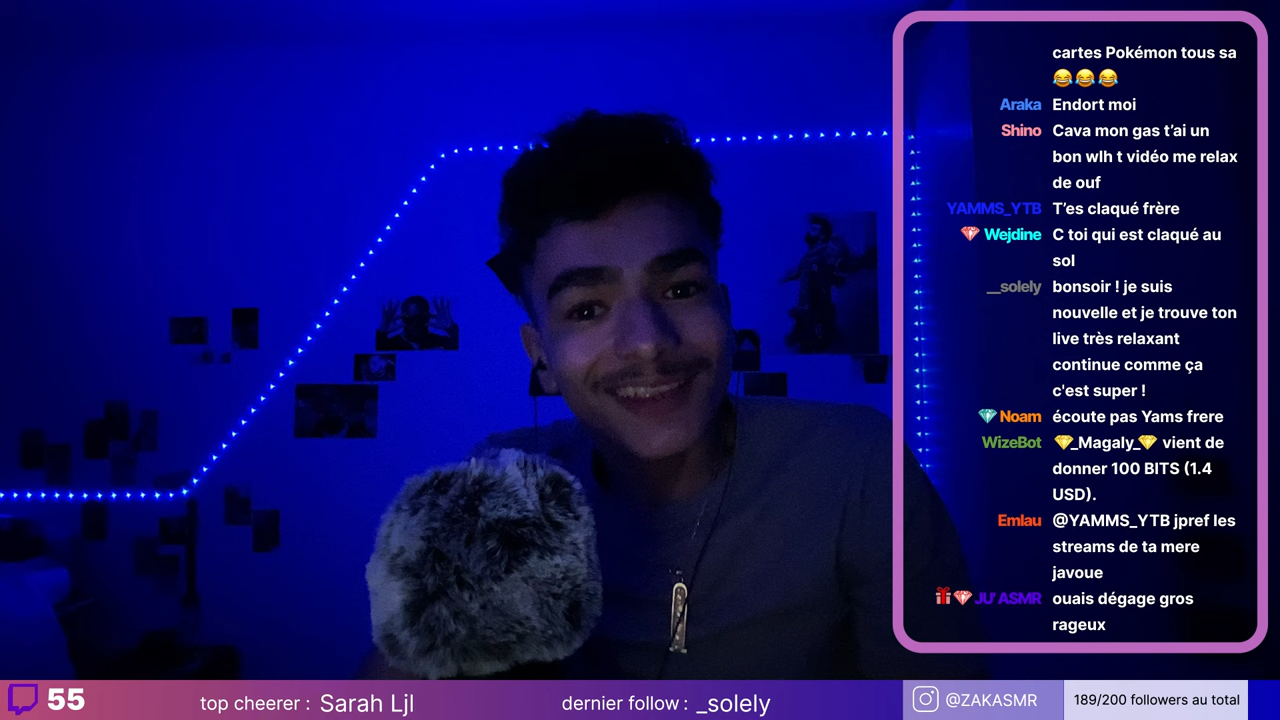 cartes Pokémon tous sa
😂😂😂
Araka Endort moi
Shino Cava mon gas t'ai un
bon wlh t vidéo me relax
de ouf
YAMMS_YTB T'es claqué frère
Wejdine C toi qui est claqué au
sol
__solely bonsoir ! je suis
nouvelle et je trouve ton
live très relaxant
continue comme ça
c'est super !
Noam écoute pas Yams frere
WizeBot 💎_Magaly_💎 vient de
donner 100 BITS (1.4
USD).
Emlau @YAMMS_YTB jpref les
streams de ta mere
javoue
JU' ASMR ouais dégage gros
rageux
55
top cheerer : Sarah Ljl
dernier follow : _solely
@ZAKASMR
189/200 followers au total